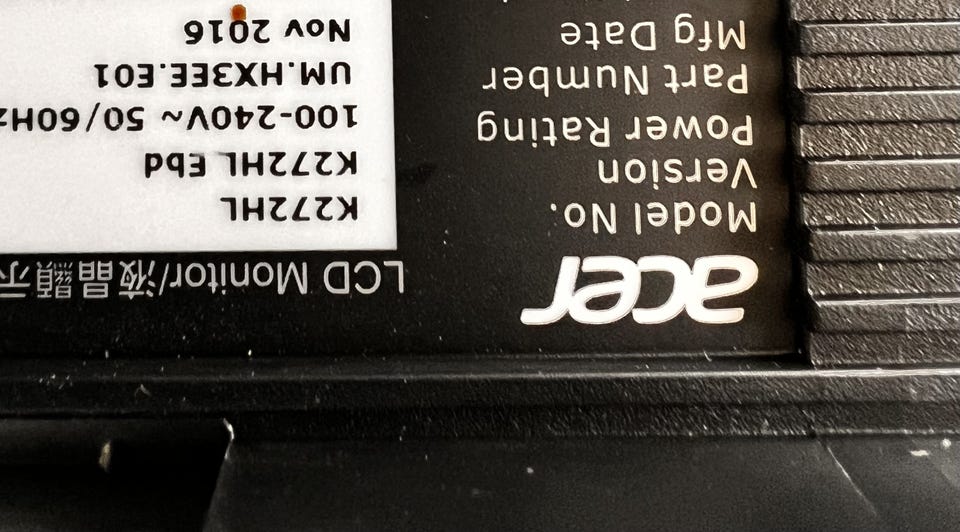 acer
LCD Monitor/液晶顯示
Model No. K272HL
Version K272HL Ebd
Power Rating 100-240V~ 50/60Hz
Part Number UM.HX3EE.E01
Mfg Date Nov 2016